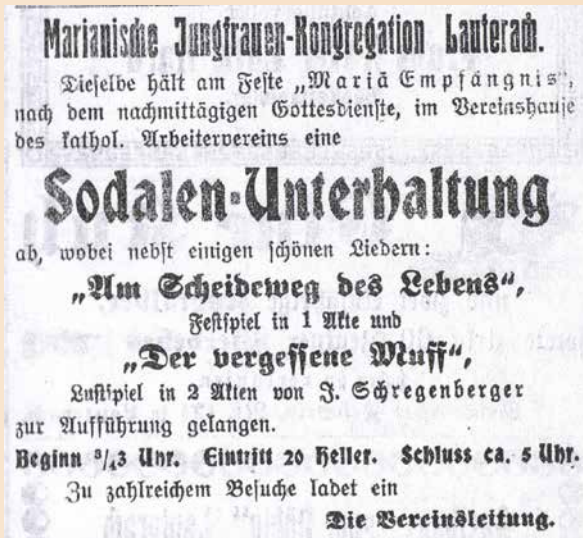 Marianische Jungfrauen-Kongregation Lauterach.
Dieselbe hält am Feste „Mariä Empfängnis“,
nach dem nachmittägigen Gottesdienste, im Vereinshause
des kathol. Arbeitervereins eine
Sodalen-Unterhaltung
ab, wobei nebst einigen schönen Liedern:
„Am Scheideweg des Lebens“,
Festspiel in 1 Akte und
„Der vergessene Muff“,
Lustspiel in 2 Akten von J. Schregenberger
zur Aufführung gelangen.
Beginn ³/₄3 Uhr. Eintritt 20 Heller. Schluss ca. 5 Uhr.
Zu zahlreichem Besuche ladet ein
Die Vereinsleitung.